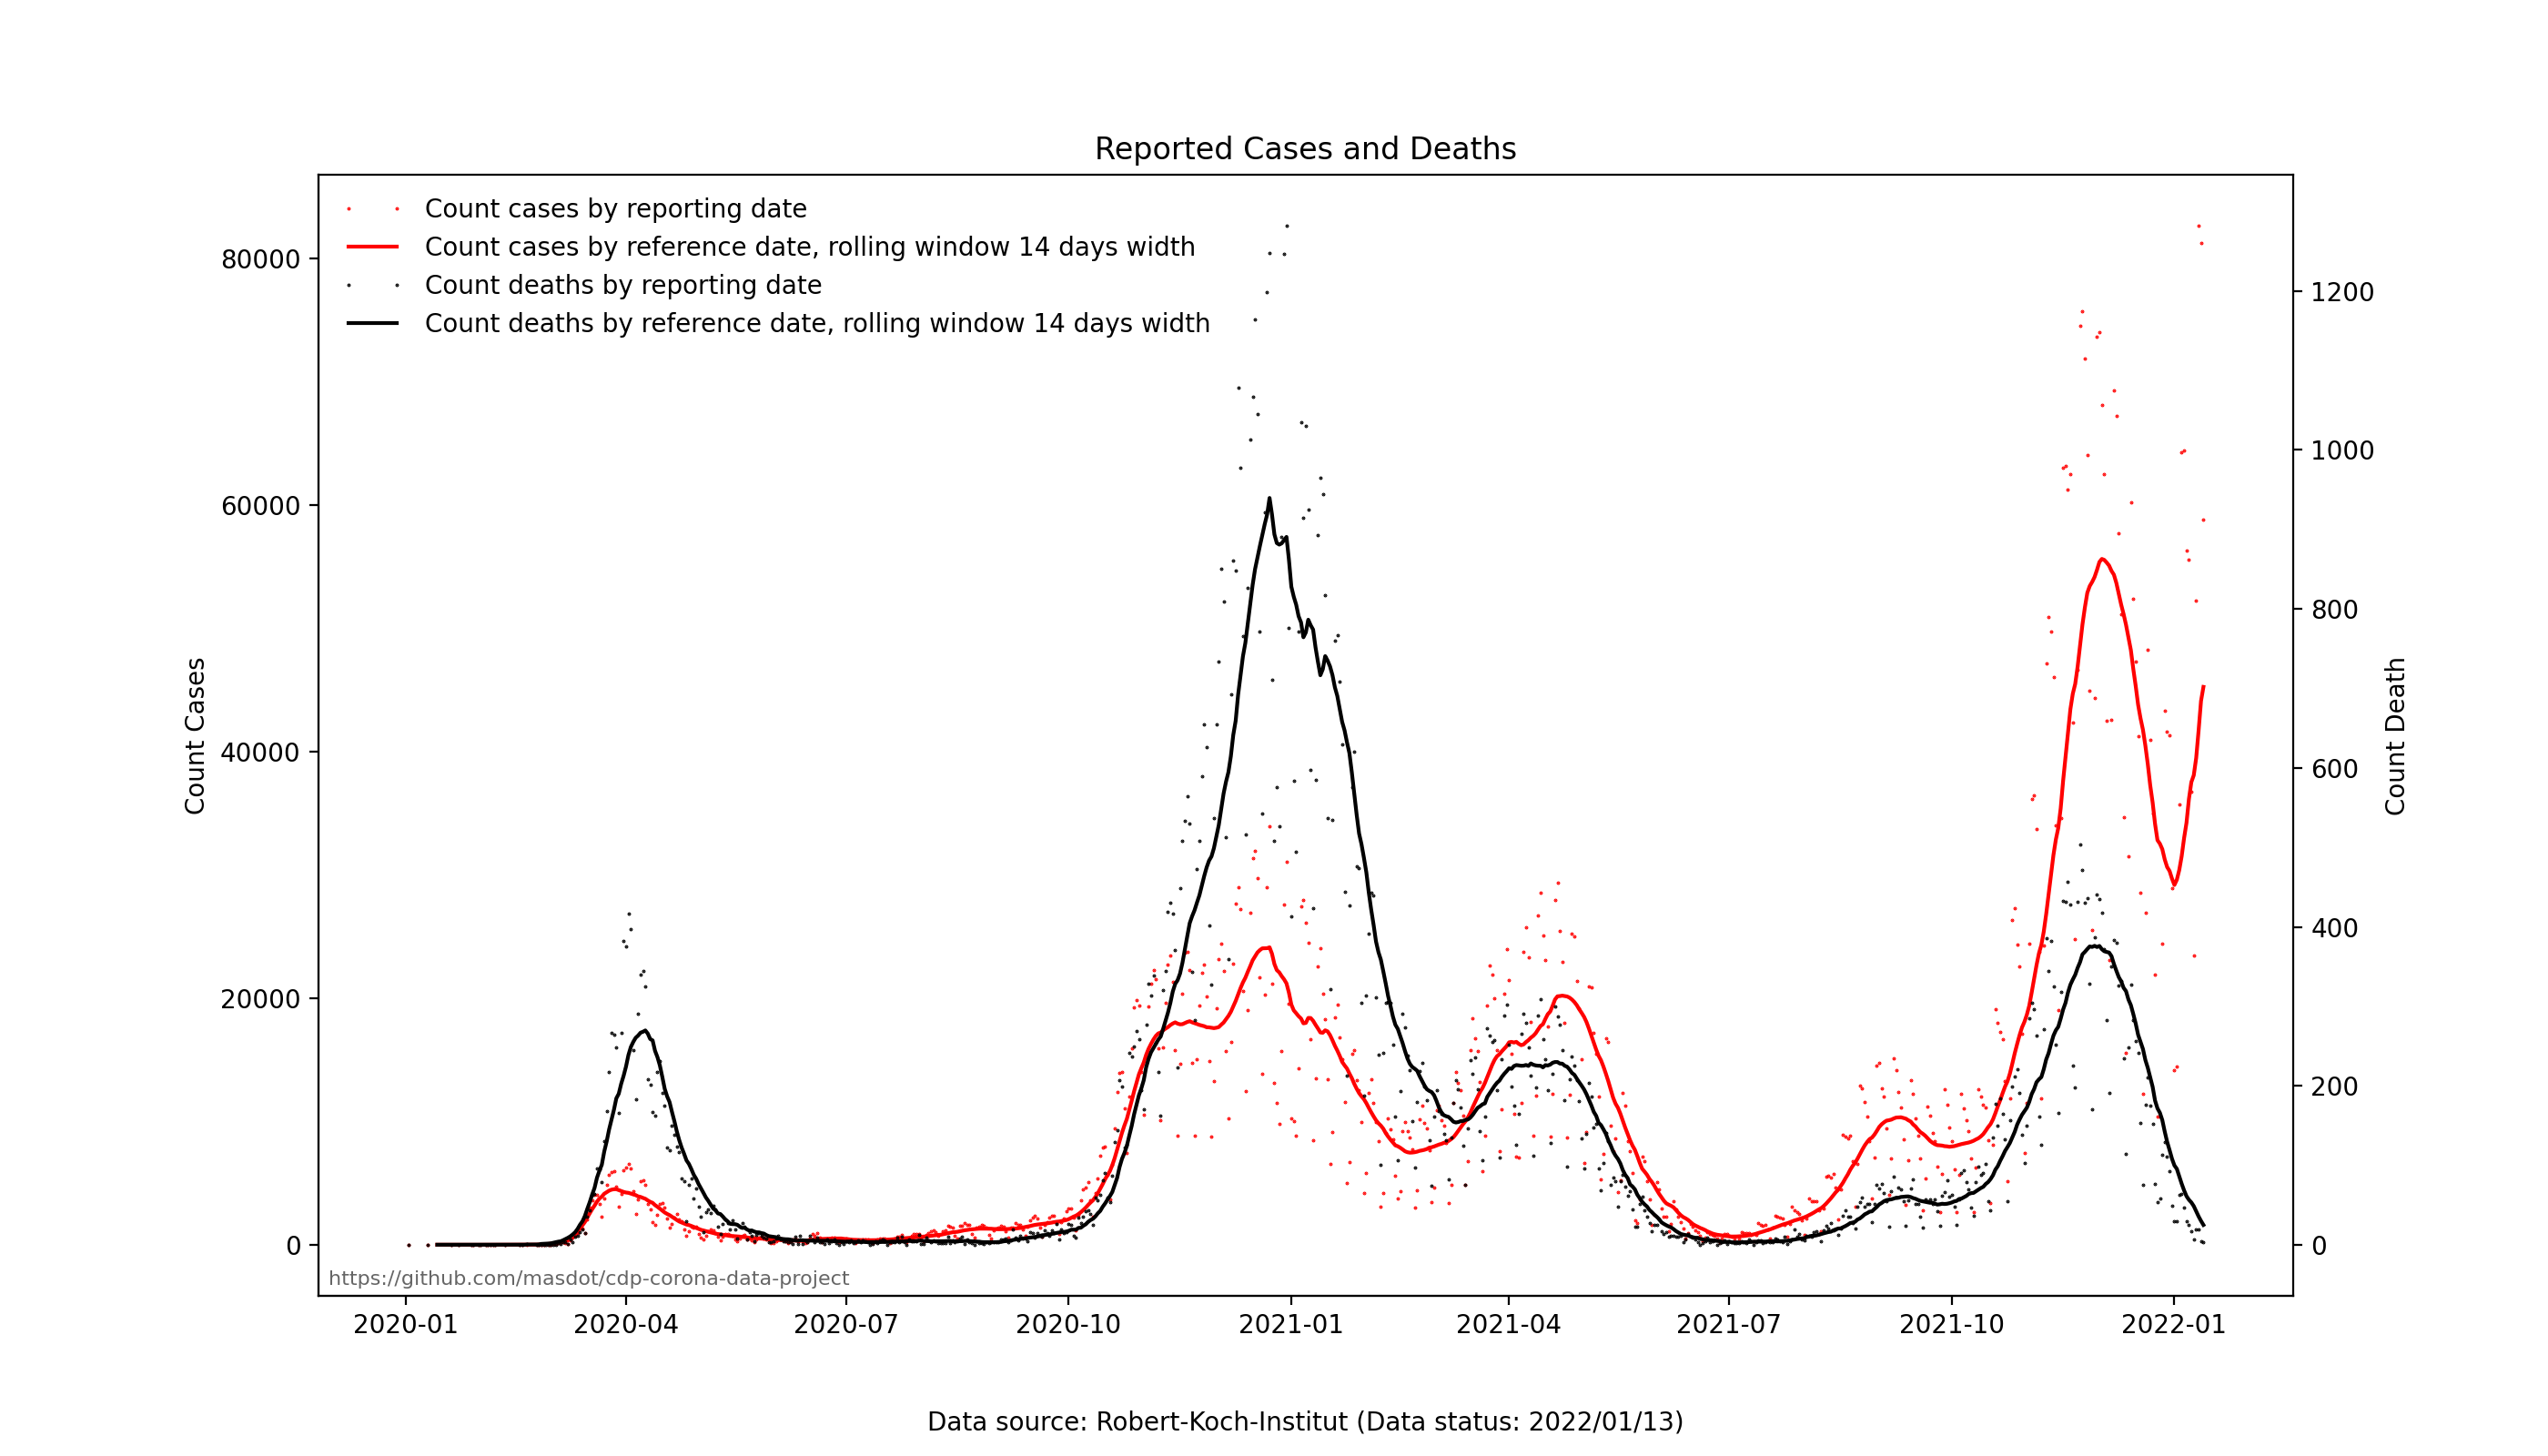 Reported Cases and Deaths
Count cases by reporting date
Count cases by reference date, rolling window 14 days width
Count deaths by reporting date
Count deaths by reference date, rolling window 14 days width
80000
60000
40000
20000
0
Count Cases
1200
1000
800
600
400
200
0
Count Death
https://github.com/masdot/cdp-corona-data-project
2020-01 2020-04 2020-07 2020-10 2021-01 2021-04 2021-07 2021-10 2022-01
Data source: Robert-Koch-Institut (Data status: 2022/01/13)